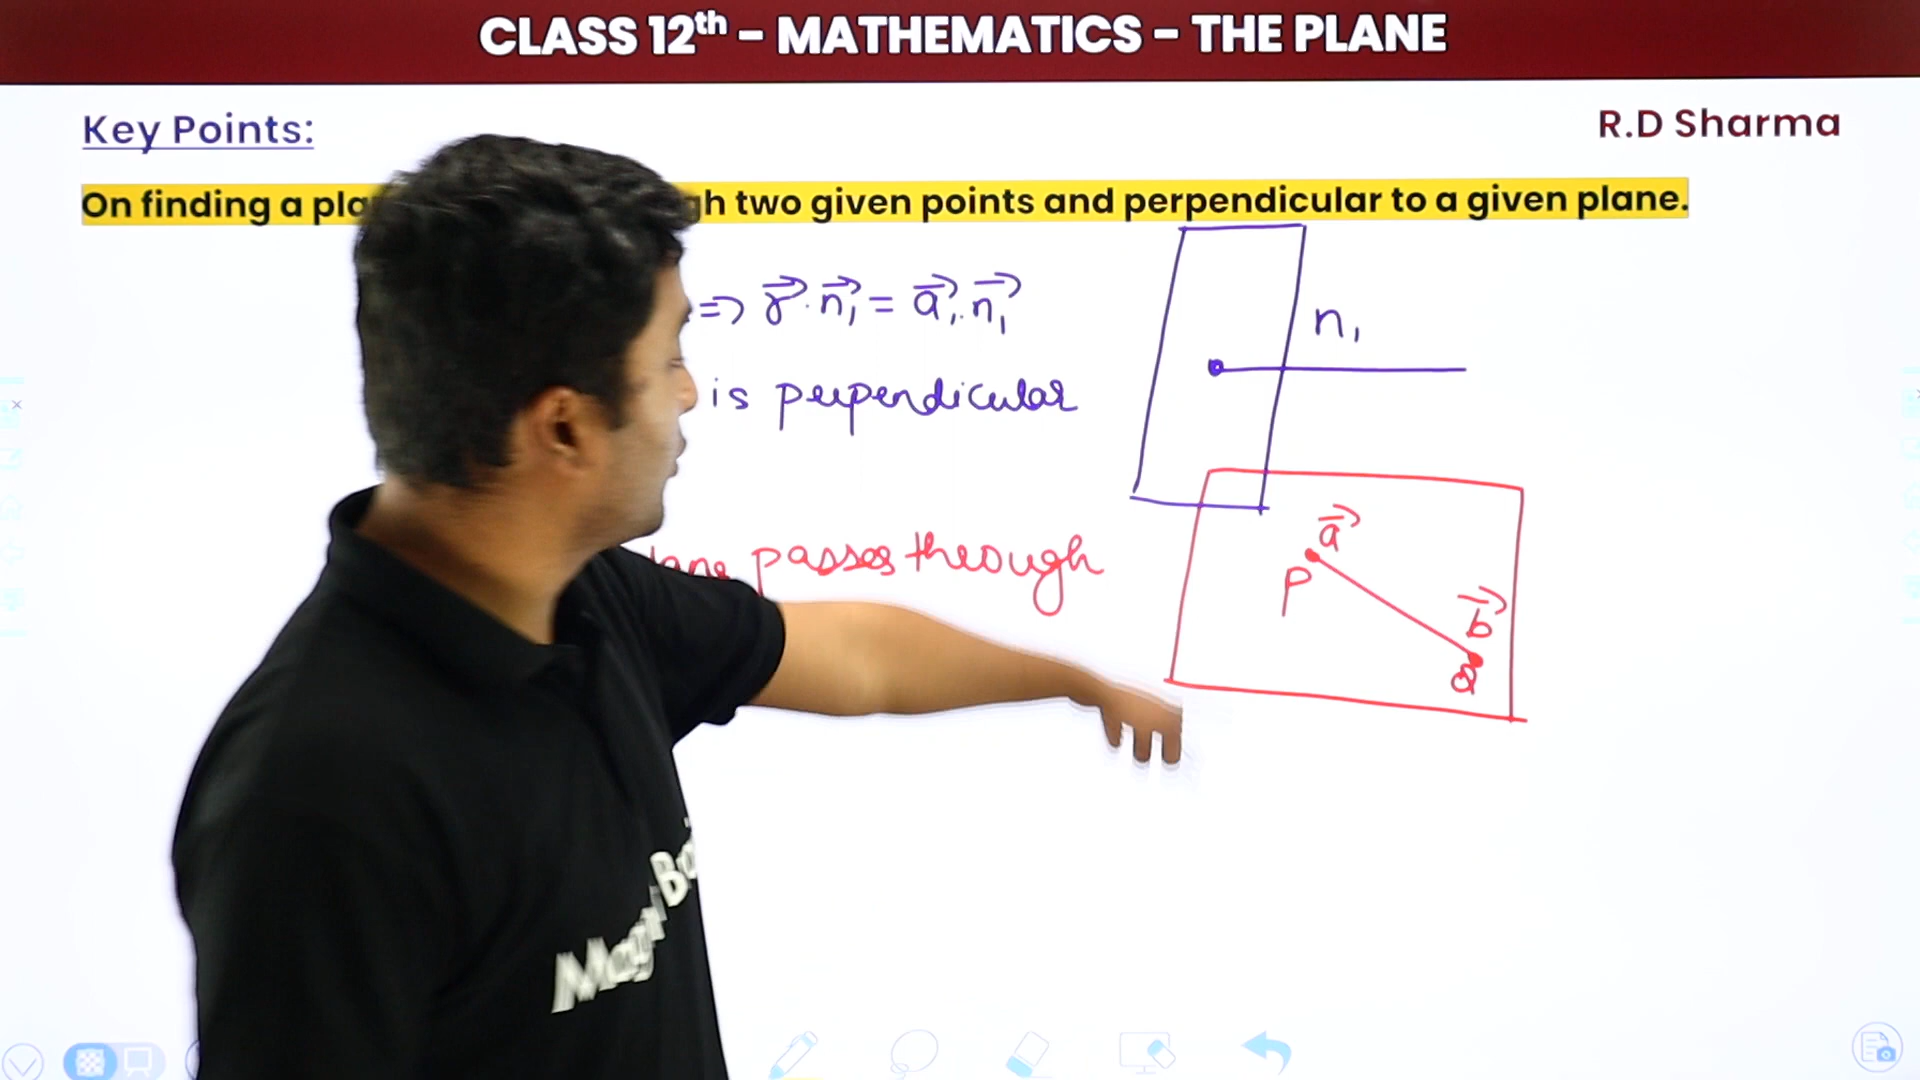 CLASS 12th - MATHEMATICS - THE PLANE
Key Points:
R.D Sharma
On finding a two given points and perpendicular to a given plane.
=> r⃗ . n⃗₁ = a⃗₁ . n⃗₁
n₁
is perpendicular
a⃗
passes through
P
b⃗
Q